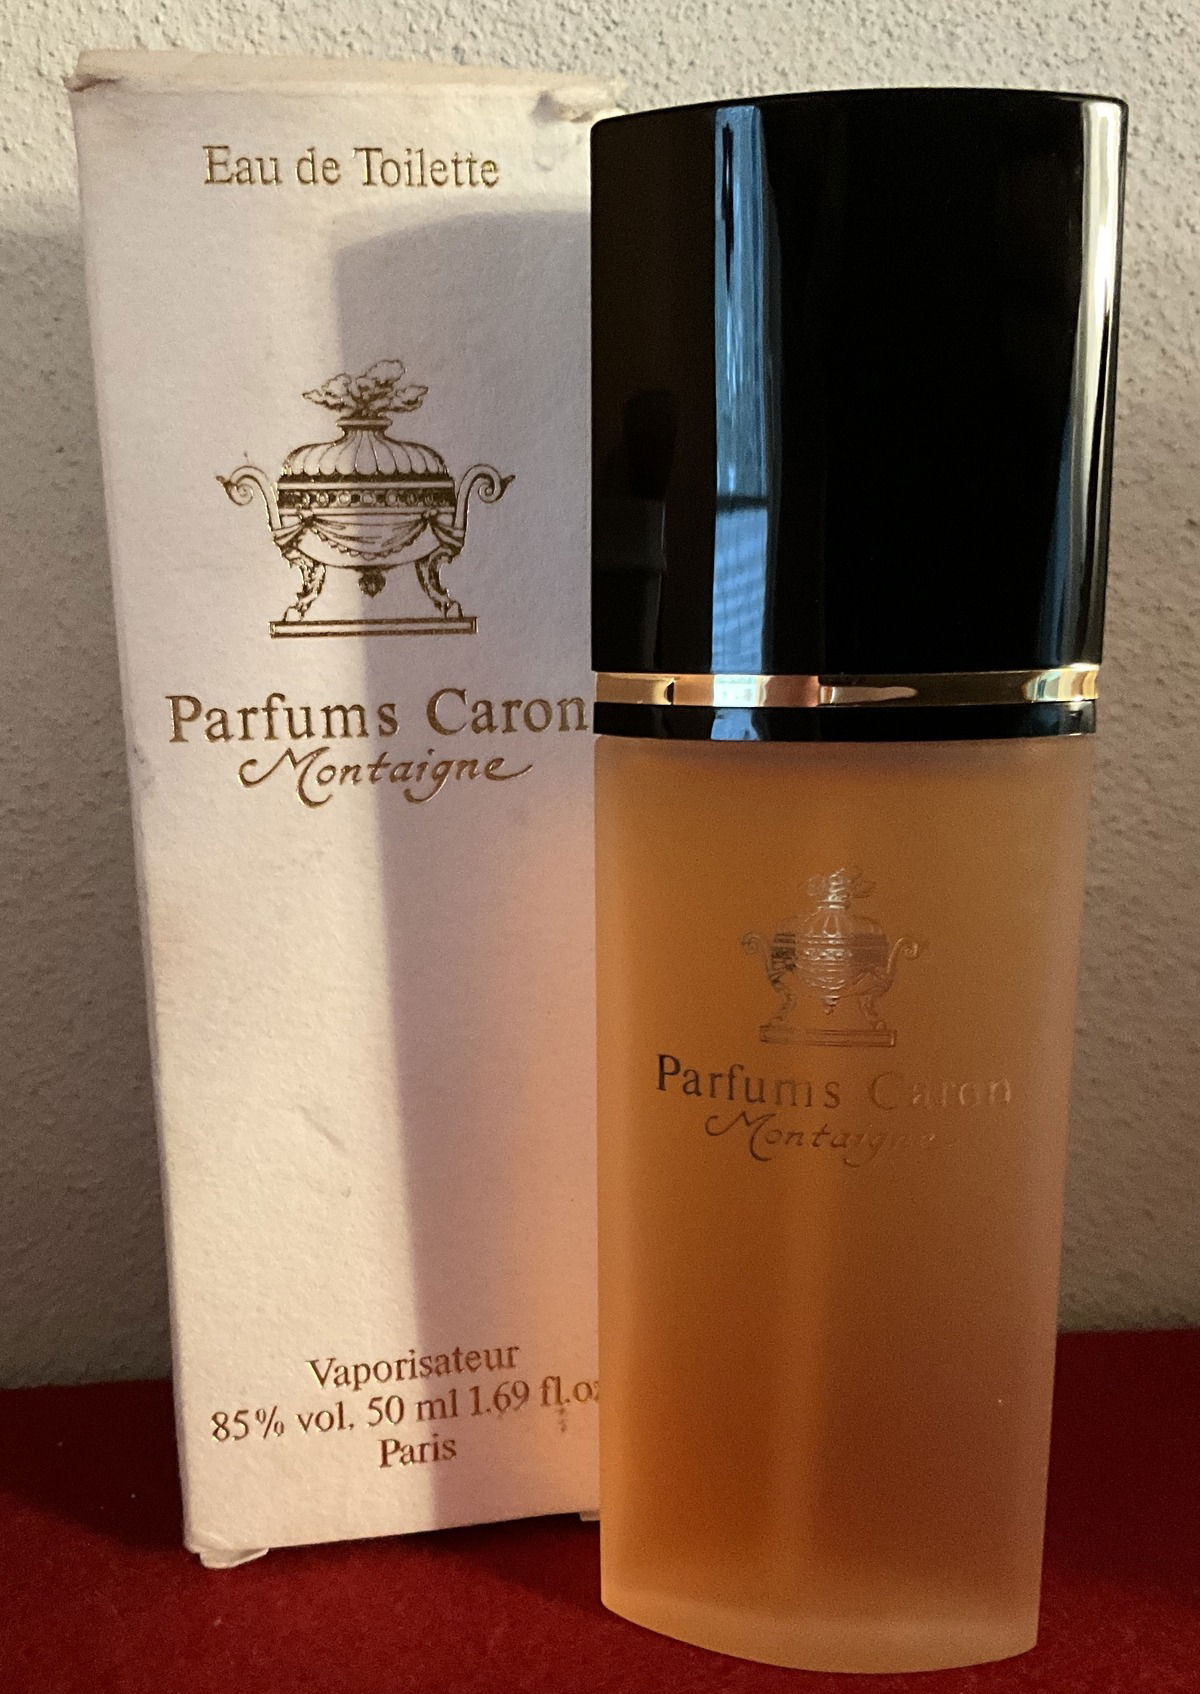 Eau de Toilette
Parfums Caron
Montaigne
Vaporisateur
85% vol. 50 ml 1.69 fl.oz
Paris
Parfums Caron
Montaigne